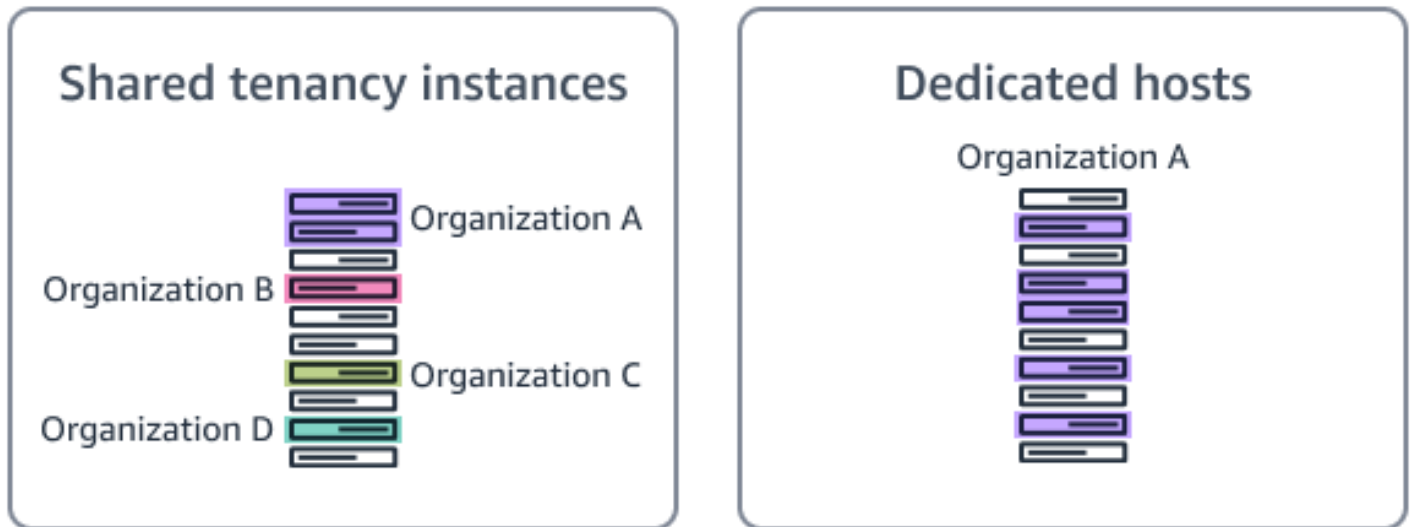 Shared tenancy instances
Organization A
Organization B
Organization C
Organization D
Dedicated hosts
Organization A